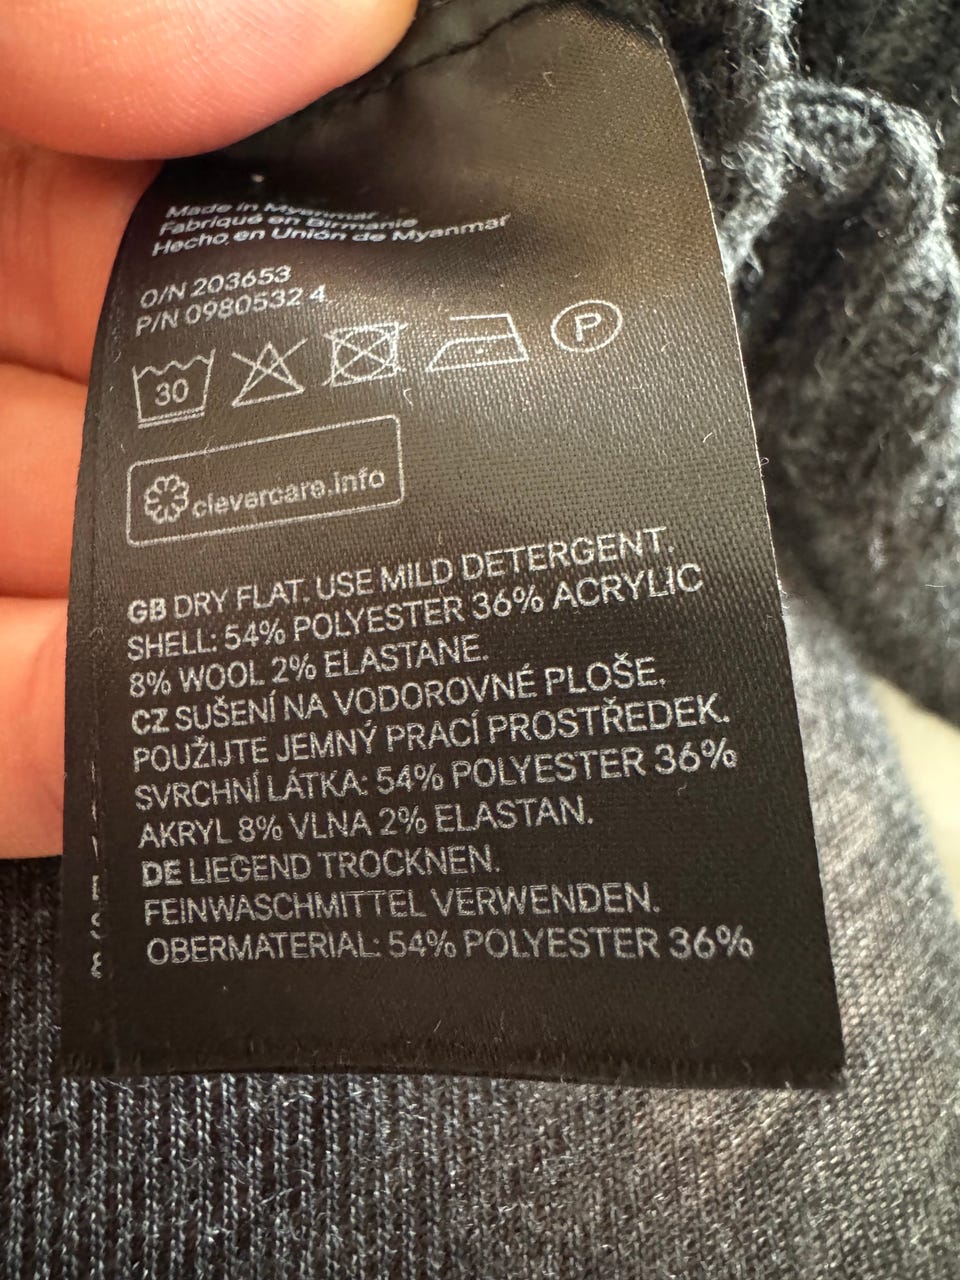 Made in Myanmar
Fabriqué en Birmanie
Hecho en Unión de Myanmar
O/N 203653
P/N 0980532 4
30
P
clevercare.info
GB DRY FLAT. USE MILD DETERGENT.
SHELL: 54% POLYESTER 36% ACRYLIC
8% WOOL 2% ELASTANE.
CZ SUŠENÍ NA VODOROVNÉ PLOŠE.
POUŽIJTE JEMNÝ PRACÍ PROSTŘEDEK.
SVRCHNÍ LÁTKA: 54% POLYESTER 36%
AKRYL 8% VLNA 2% ELASTAN.
DE LIEGEND TROCKNEN.
FEINWASCHMITTEL VERWENDEN.
OBERMATERIAL: 54% POLYESTER 36%